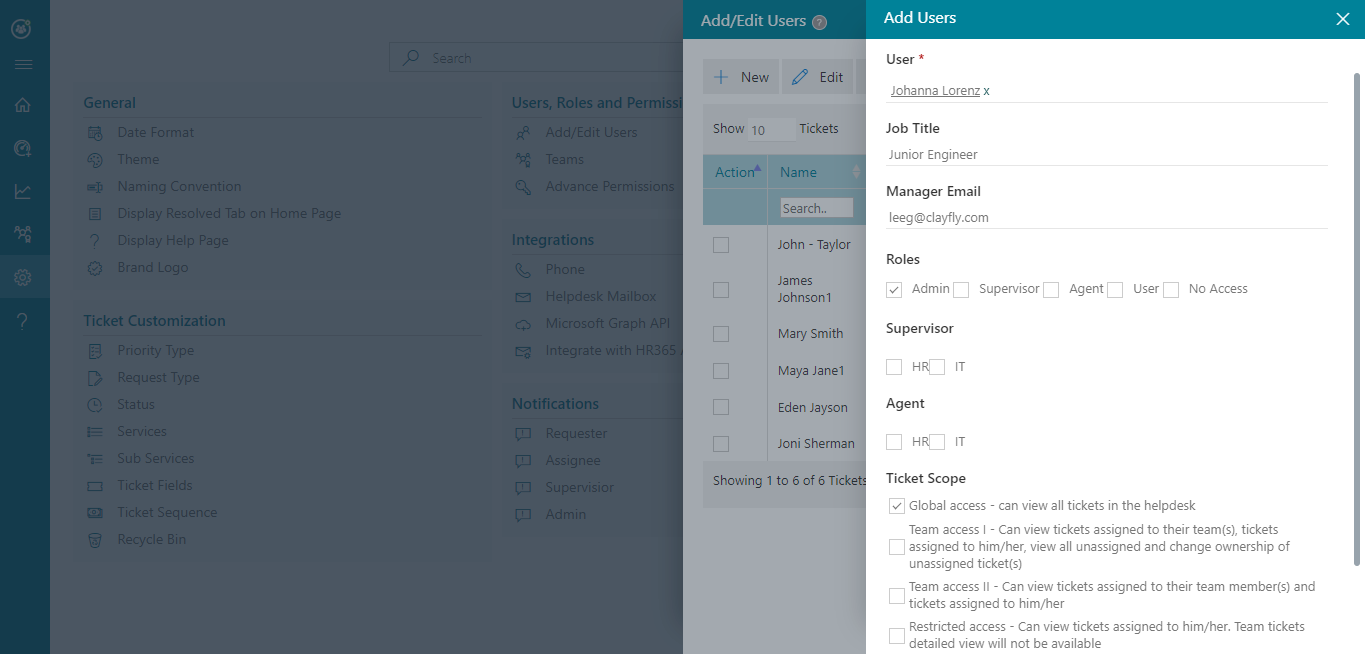 Search
General
Date Format
Theme
Naming Convention
Display Resolved Tab on Home Page
Display Help Page
Brand Logo
Ticket Customization
Priority Type
Request Type
Status
Services
Sub Services
Ticket Fields
Ticket Sequence
Recycle Bin
Users, Roles and Permissi
Add/Edit Users
Teams
Advance Permissions
Integrations
Phone
Helpdesk Mailbox
Microsoft Graph API
Integrate with HR365
Notifications
Requester
Assignee
Supervisior
Admin
Add/Edit Users ?
New Edit
Show 10 Tickets
Action Name
Search..
John - Taylor
James
Johnson1
Mary Smith
Maya Jane1
Eden Jayson
Joni Sherman
Showing 1 to 6 of 6 Tickets
Add Users
User *
Johanna Lorenz x
Job Title
Junior Engineer
Manager Email
leeg@clayfly.com
Roles
Admin Supervisor Agent User No Access
Supervisor
HR IT
Agent
HR IT
Ticket Scope
Global access - can view all tickets in the helpdesk
Team access I - Can view tickets assigned to their team(s), tickets
assigned to him/her, view all unassigned and change ownership of
unassigned ticket(s)
Team access II - Can view tickets assigned to their team member(s) and
tickets assigned to him/her
Restricted access - Can view tickets assigned to him/her. Team tickets
detailed view will not be available